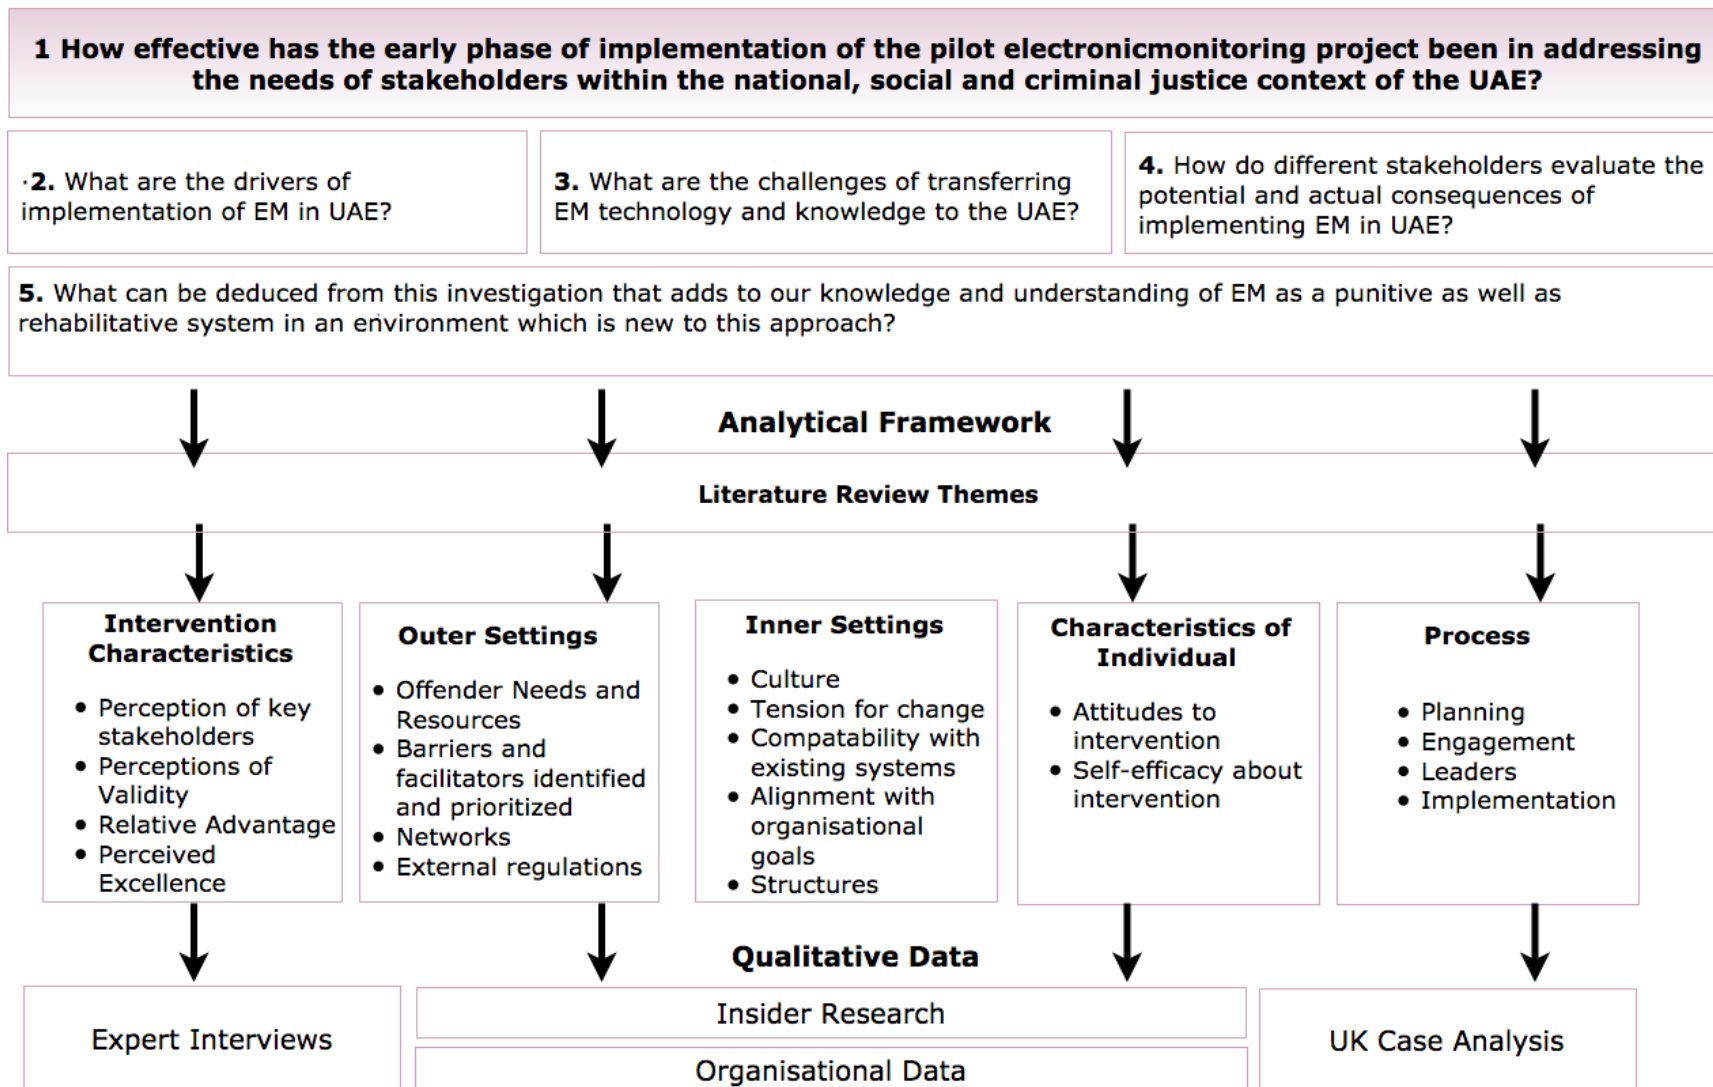 1 How effective has the early phase of implementation of the pilot electronicmonitoring project been in addressing
the needs of stakeholders within the national, social and criminal justice context of the UAE?
·2. What are the drivers of
implementation of EM in UAE?
3. What are the challenges of transferring
EM technology and knowledge to the UAE?
4. How do different stakeholders evaluate the
potential and actual consequences of
implementing EM in UAE?
5. What can be deduced from this investigation that adds to our knowledge and understanding of EM as a punitive as well as
rehabilitative system in an environment which is new to this approach?
Analytical Framework
Literature Review Themes
Intervention
Characteristics
• Perception of key
stakeholders
• Perceptions of
Validity
• Relative Advantage
• Perceived
Excellence
Outer Settings
• Offender Needs and
Resources
• Barriers and
facilitators identified
and prioritized
• Networks
• External regulations
Inner Settings
• Culture
• Tension for change
• Compatability with
existing systems
• Alignment with
organisational
goals
• Structures
Characteristics of
Individual
• Attitudes to
intervention
• Self-efficacy about
intervention
Process
• Planning
• Engagement
• Leaders
• Implementation
Qualitative Data
Expert Interviews
Insider Research
Organisational Data
UK Case Analysis